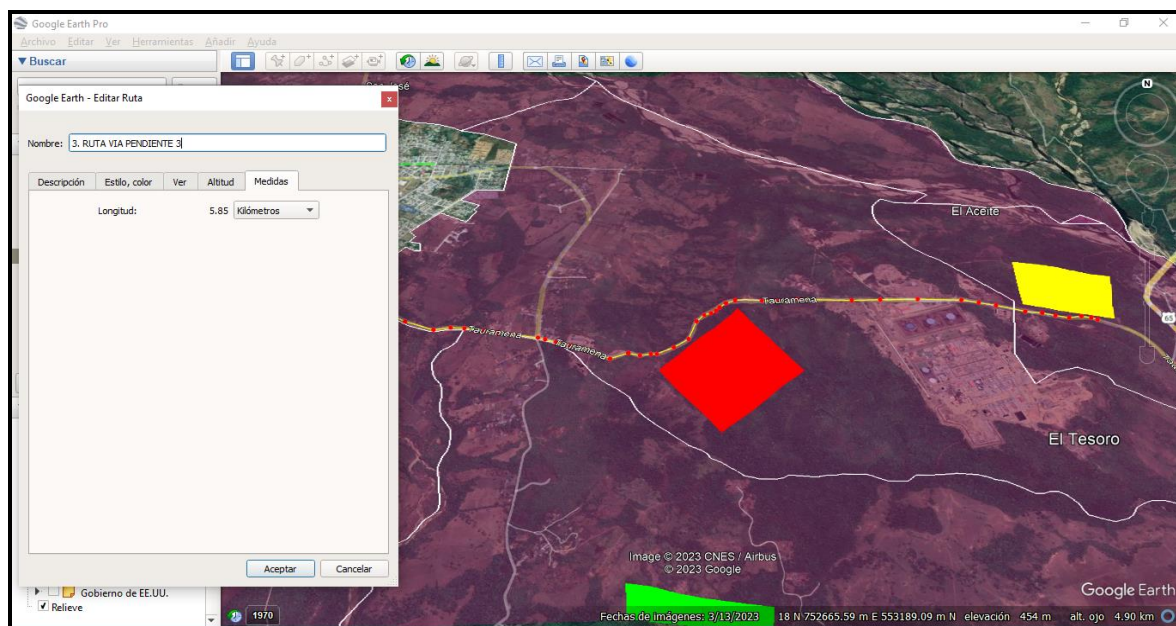 Google Earth Pro
Archivo Editar Ver Herramientas Añadir Ayuda
▼ Buscar
Google Earth - Editar Ruta
Nombre: 3. RUTA VIA PENDIENTE 3
Descripción Estilo, color Ver Altitud Medidas
Longitud: 5.85 Kilómetros
Aceptar Cancelar
Gobierno de EE.UU.
Relieve
N
El Aceite
65
Tauramena
Tauramena
Tauramena
El Tesoro
Image © 2023 CNES / Airbus
© 2023 Google
Google Earth
1970
Fechas de imágenes: 3/13/2023 18 N 752665.59 m E 553189.09 m N elevación 454 m alt. ojo 4.90 km